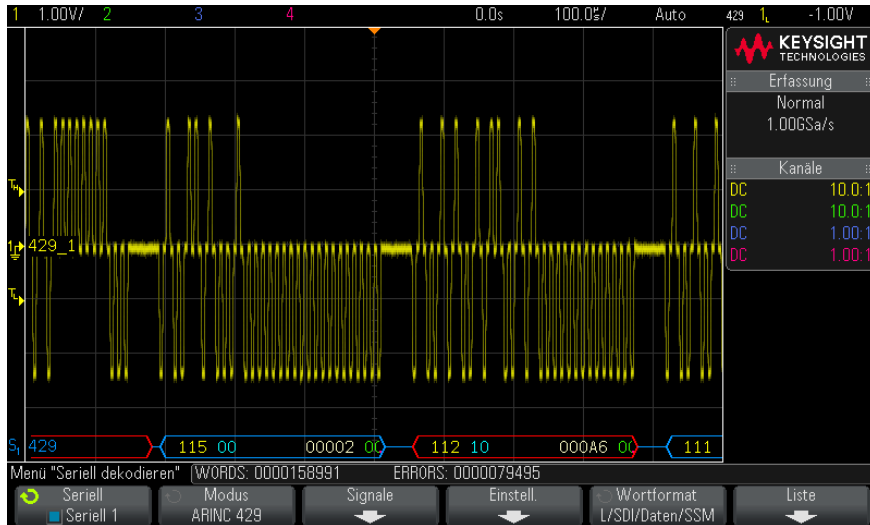 1 1.00V/ 2 3 4 0.0s 100.0㎲/ Auto 429 1L -1.00V
KEYSIGHT
TECHNOLOGIES
Erfassung
Normal
1.00GSa/s
Kanäle
DC 10.0:1
DC 10.0:1
DC 1.00:1
DC 1.00:1
TH
1 429_1
TL
S1 429 115 00 00002 00 112 10 000A6 00 111
Menü "Seriell dekodieren" WORDS: 0000158991 ERRORS: 0000079495
Seriell Modus Signale Einstell. Wortformat Liste
Seriell 1 ARINC 429 L/SDI/Daten/SSM